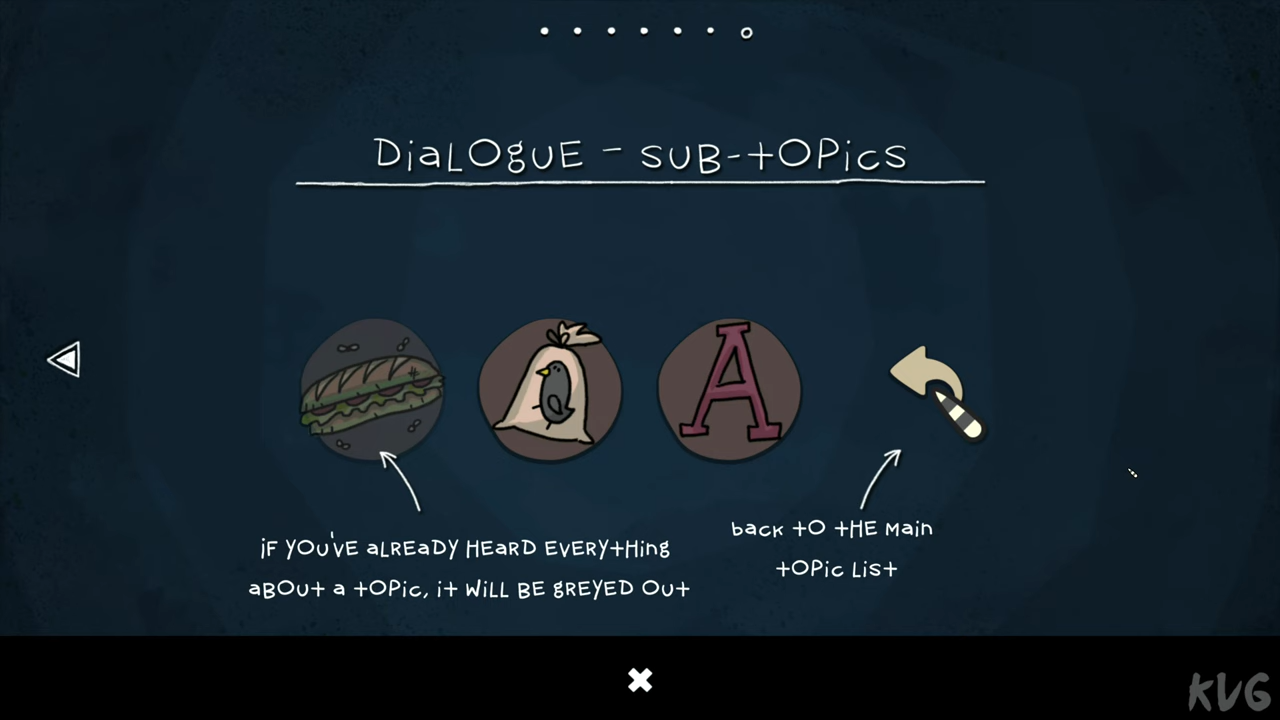 DiaLOgUE - SUB-tOPics
A
iF YOU'VE aLREaDY HEaRD EVERYtHing
aBOUt a tOPic, it WiLL BE gREYED OUt
back tO tHE Main
tOPic List
KVG